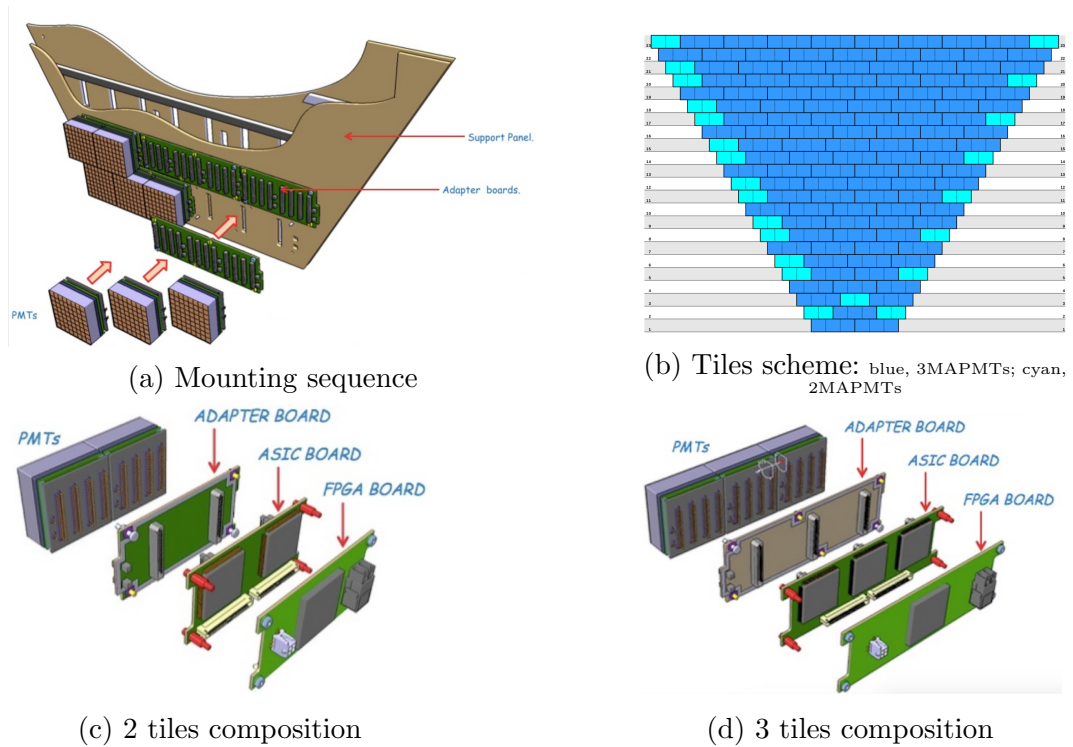 Support Panel.
Adapter boards.
PMTs
(a) Mounting sequence
(b) Tiles scheme: blue, 3MAPMTs; cyan,
2MAPMTs
PMTs
ADAPTER BOARD
ASIC BOARD
FPGA BOARD
(c) 2 tiles composition
PMTs
ADAPTER BOARD
ASIC BOARD
FPGA BOARD
(d) 3 tiles composition